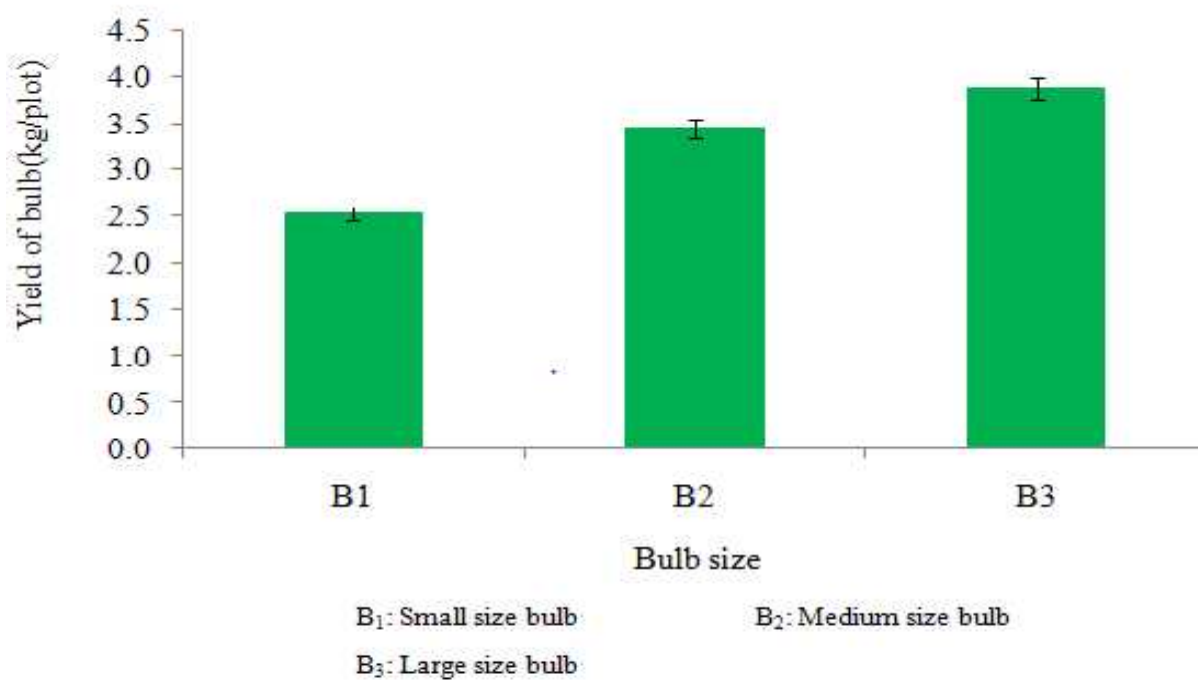 Yield of bulb(kg/plot)
4.5
4.0
3.5
3.0
2.5
2.0
1.5
1.0
0.5
0.0
B1 B2 B3
Bulb size
B₁: Small size bulb B₂: Medium size bulb
B₃: Large size bulb